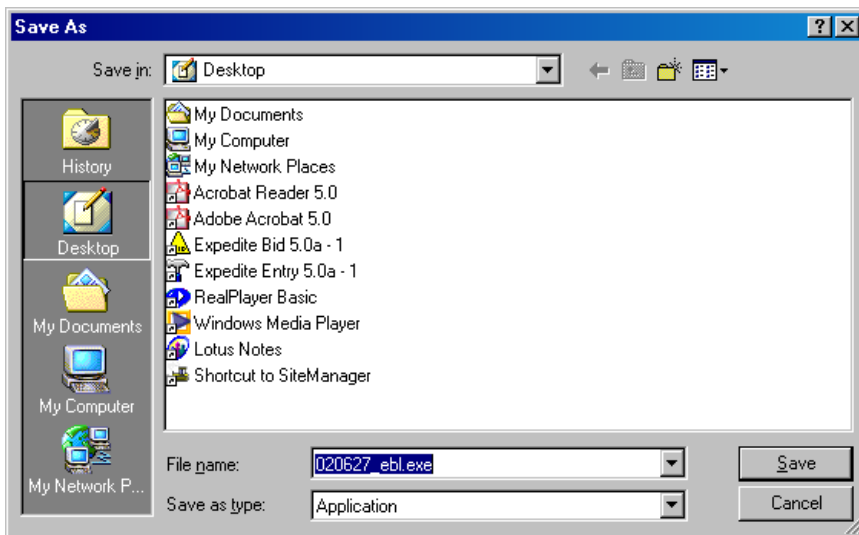 Save As
Save in:
Desktop
History
Desktop
My Documents
My Computer
My Network P...
My Documents
My Computer
My Network Places
Acrobat Reader 5.0
Adobe Acrobat 5.0
Expedite Bid 5.0a - 1
Expedite Entry 5.0a - 1
RealPlayer Basic
Windows Media Player
Lotus Notes
Shortcut to SiteManager
File name:
020627_ebl.exe
Save
Save as type:
Application
Cancel